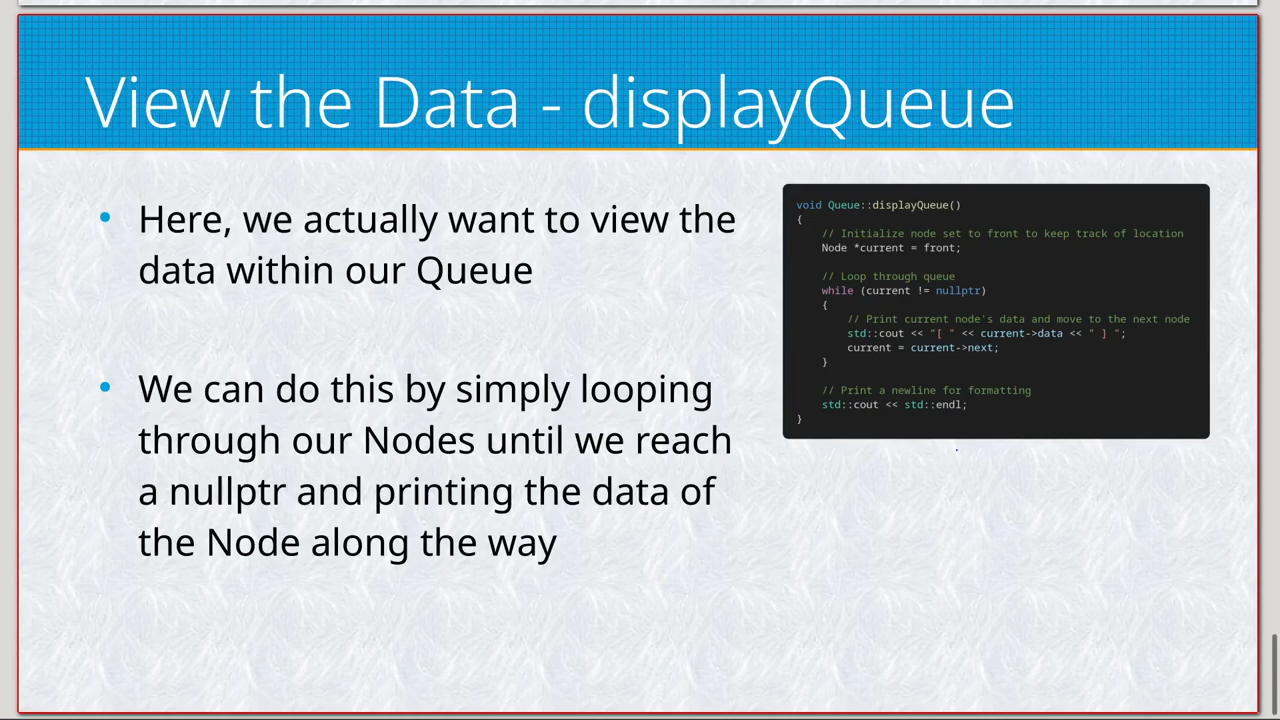 View the Data - displayQueue
• Here, we actually want to view the
data within our Queue
• We can do this by simply looping
through our Nodes until we reach
a nullptr and printing the data of
the Node along the way
void Queue::displayQueue()
{
    // Initialize node set to front to keep track of location
    Node *current = front;

    // Loop through queue
    while (current != nullptr)
    {
        // Print current node's data and move to the next node
        std::cout << "[ " << current->data << " ] ";
        current = current->next;
    }

    // Print a newline for formatting
    std::cout << std::endl;
}